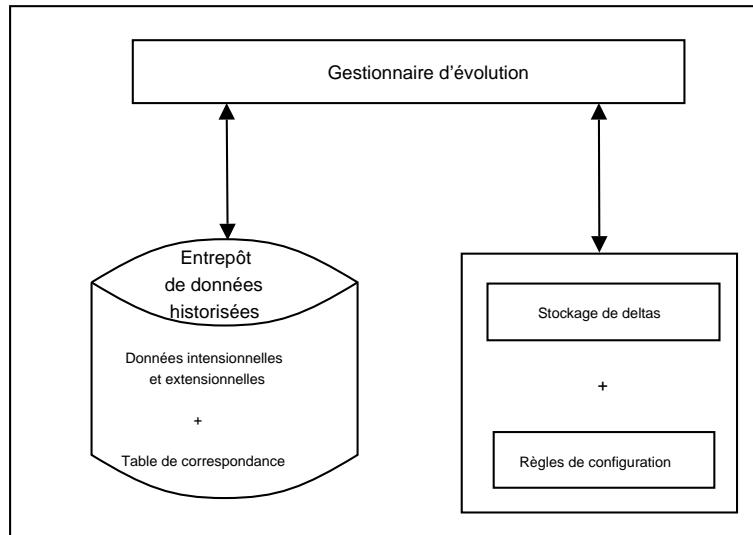 Gestionnaire d'évolution
Entrepôt
de données
historisées
Données intensionnelles
et extensionnelles
+
Table de correspondance
Stockage de deltas
+
Règles de configuration